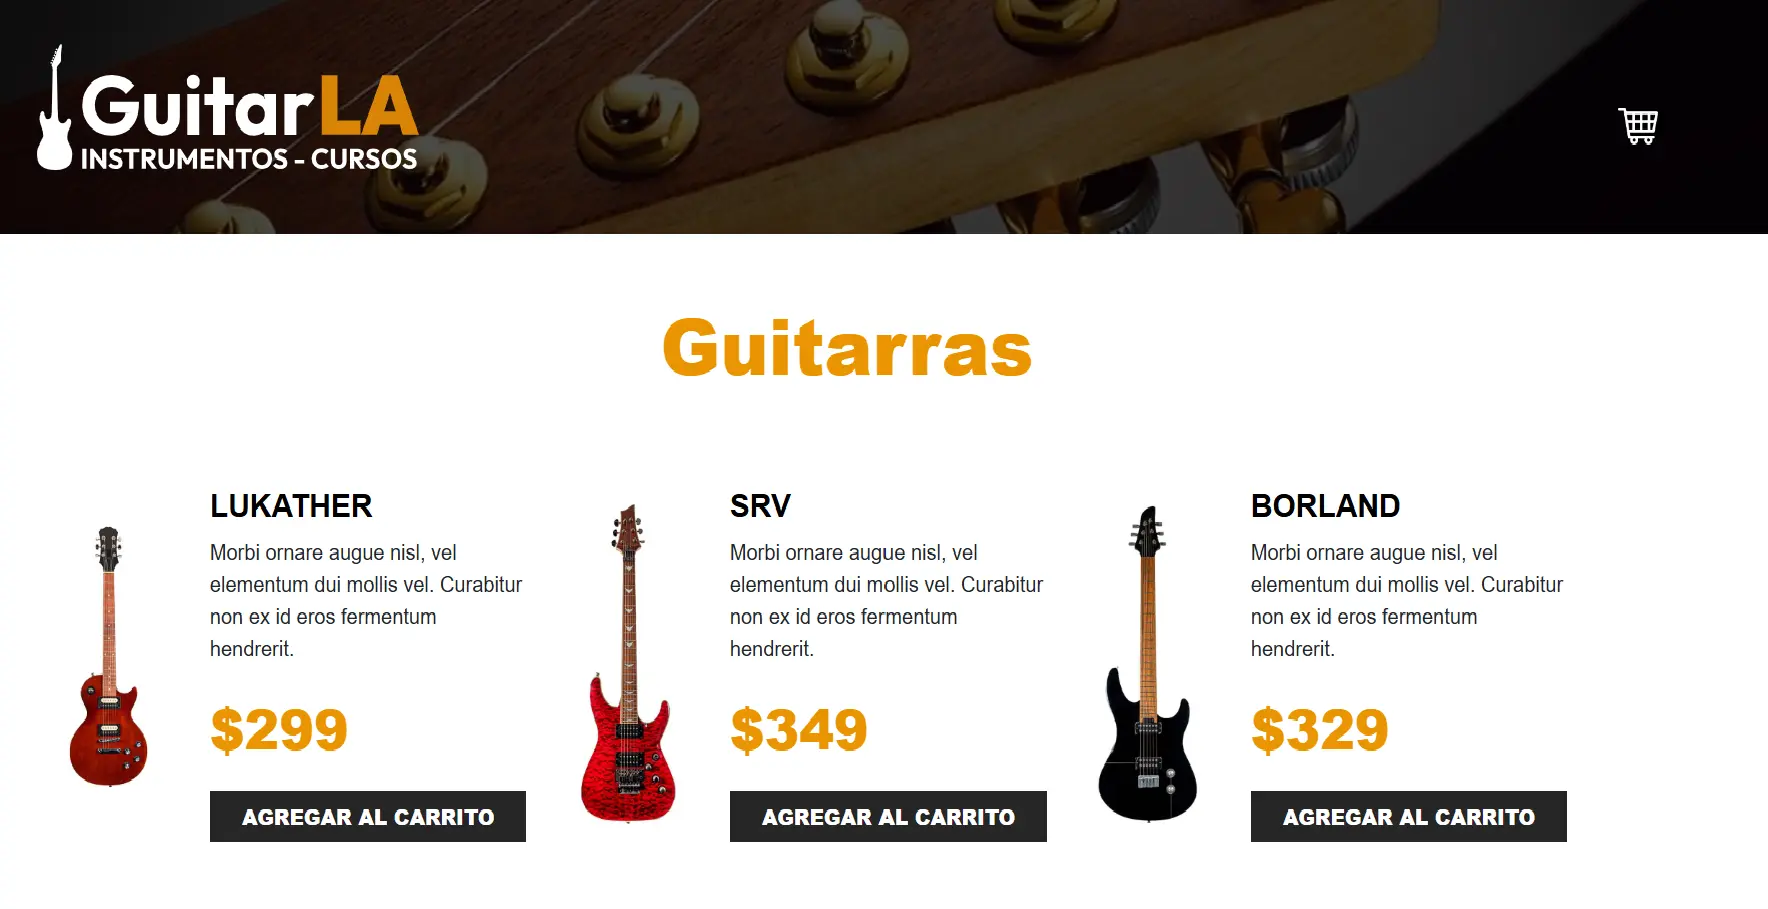 GuitarLA
INSTRUMENTOS - CURSOS
Guitarras
LUKATHER
Morbi ornare augue nisl, vel
elementum dui mollis vel. Curabitur
non ex id eros fermentum
hendrerit.
$299
AGREGAR AL CARRITO
SRV
Morbi ornare augue nisl, vel
elementum dui mollis vel. Curabitur
non ex id eros fermentum
hendrerit.
$349
AGREGAR AL CARRITO
BORLAND
Morbi ornare augue nisl, vel
elementum dui mollis vel. Curabitur
non ex id eros fermentum
hendrerit.
$329
AGREGAR AL CARRITO